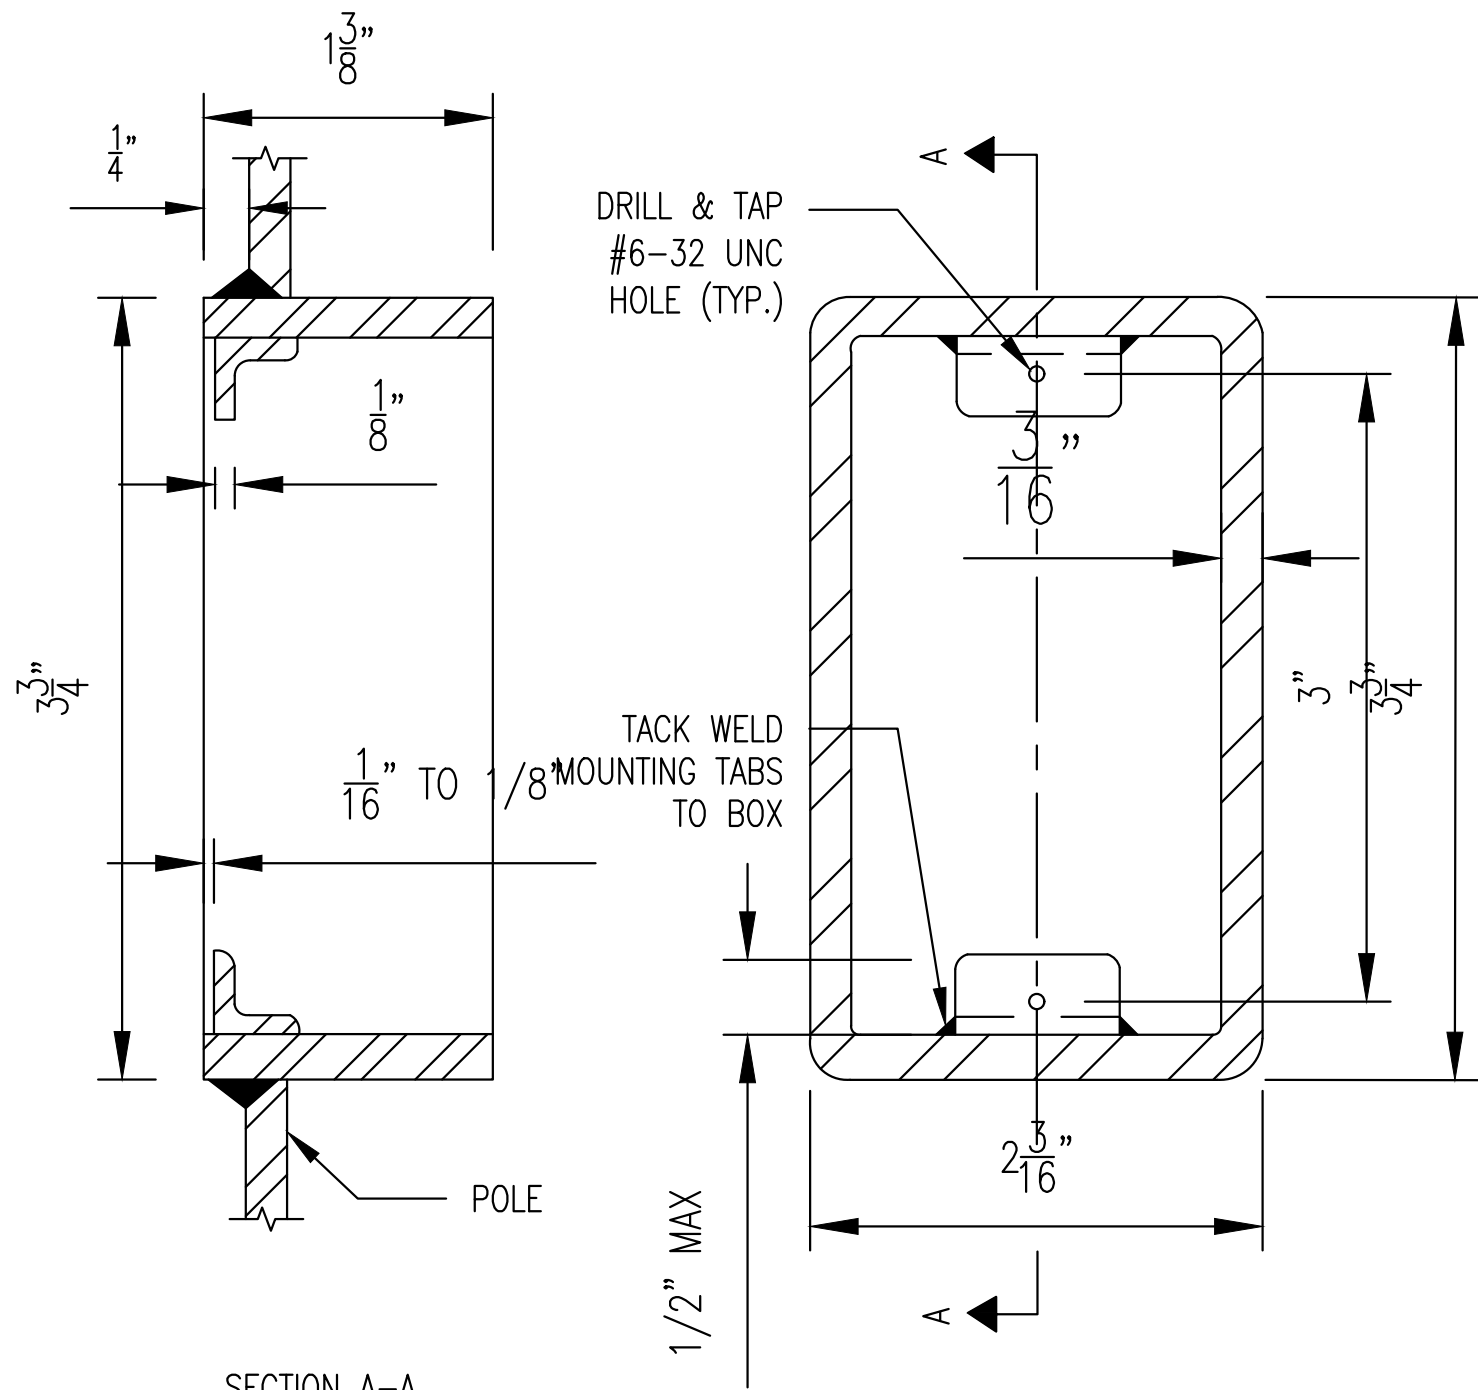 1 3/8"
1/4"
A
DRILL & TAP
#6-32 UNC
HOLE (TYP.)
1/8"
3/16"
3 3/4"
3"
3 3/4"
TACK WELD
MOUNTING TABS
TO BOX
1/16" TO 1/8"
2 3/16"
POLE
1/2" MAX
A
SECTION A-A